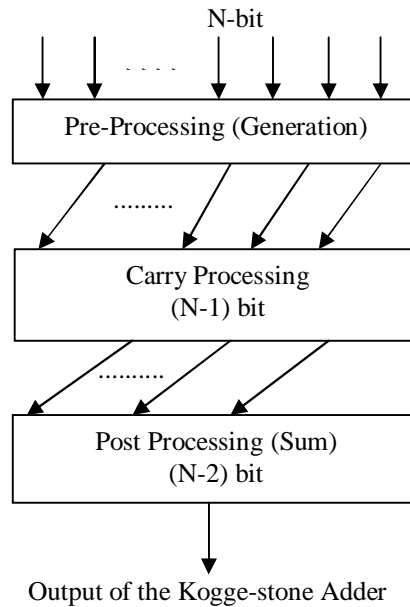 N-bit
Pre-Processing (Generation)
Carry Processing
(N-1) bit
Post Processing (Sum)
(N-2) bit
Output of the Kogge-stone Adder